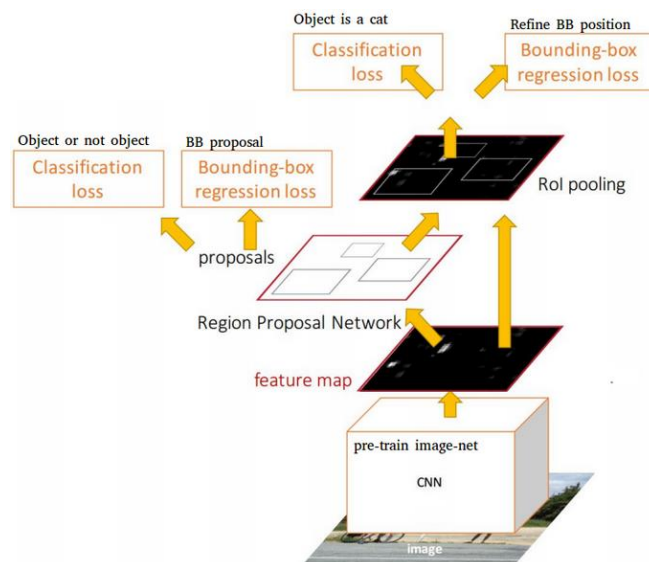 Object is a cat
Classification
loss
Refine BB position
Bounding-box
regression loss
Object or not object
Classification
loss
BB proposal
Bounding-box
regression loss
RoI pooling
proposals
Region Proposal Network
feature map
pre-train image-net
CNN
image